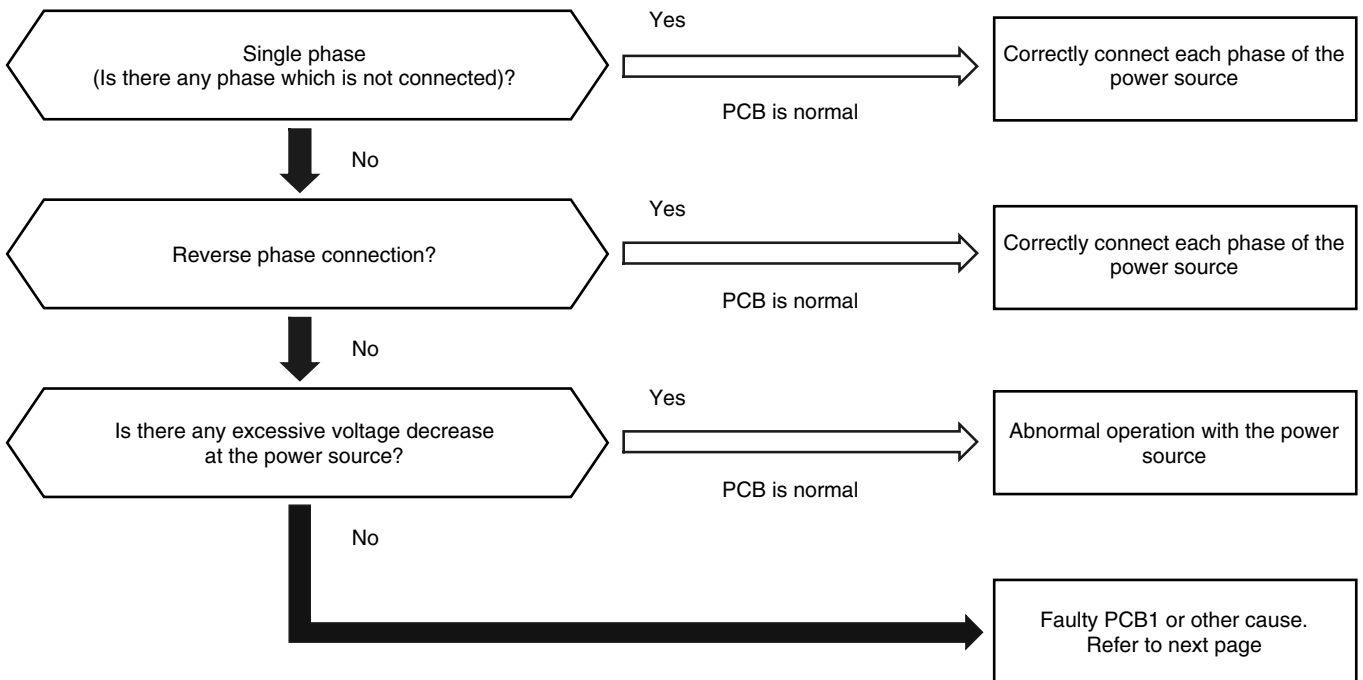 Single phase
(Is there any phase which is not connected)?
Yes
PCB is normal
Correctly connect each phase of the
power source
No
Reverse phase connection?
Yes
PCB is normal
Correctly connect each phase of the
power source
No
Is there any excessive voltage decrease
at the power source?
Yes
PCB is normal
Abnormal operation with the power
source
No
Faulty PCB1 or other cause.
Refer to next page